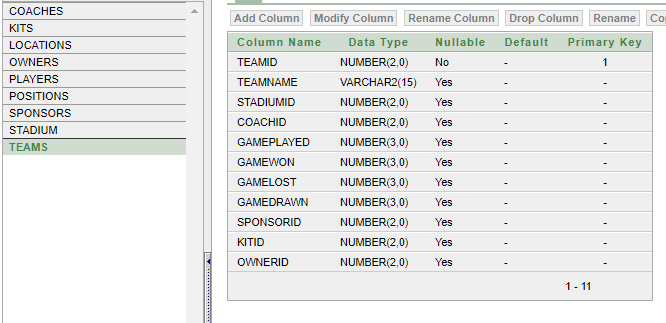 COACHES
KITS
LOCATIONS
OWNERS
PLAYERS
POSITIONS
SPONSORS
STADIUM
TEAMS
Add Column Modify Column Rename Column Drop Column Rename
Column Name Data Type Nullable Default Primary Key
TEAMID NUMBER(2,0) No - 1
TEAMNAME VARCHAR2(15) Yes - -
STADIUMID NUMBER(2,0) Yes - -
COACHID NUMBER(2,0) Yes - -
GAMEPLAYED NUMBER(3,0) Yes - -
GAMEWON NUMBER(3,0) Yes - -
GAMELOST NUMBER(3,0) Yes - -
GAMEDRAWN NUMBER(3,0) Yes - -
SPONSORID NUMBER(2,0) Yes - -
KITID NUMBER(2,0) Yes - -
OWNERID NUMBER(2,0) Yes - -
1 - 11